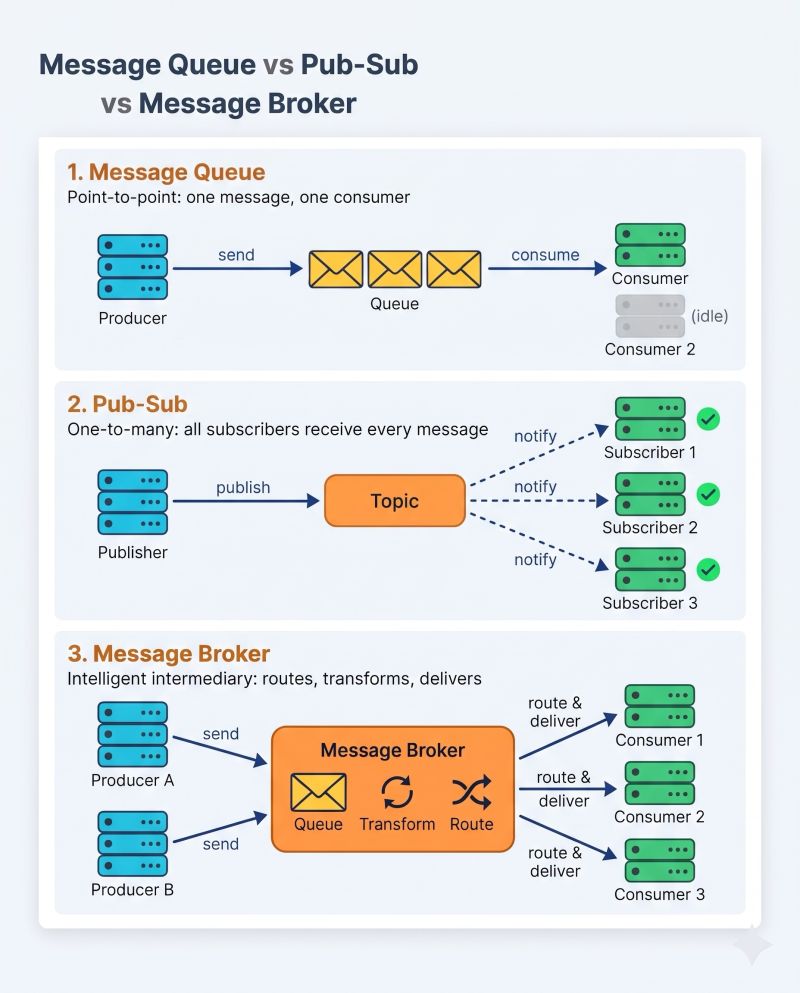 Message Queue vs Pub-Sub
vs Message Broker
1. Message Queue
Point-to-point: one message, one consumer
send
consume
Producer
Queue
Consumer
(idle)
Consumer 2
2. Pub-Sub
One-to-many: all subscribers receive every message
publish
Publisher
Topic
notify
notify
notify
Subscriber 1
Subscriber 2
Subscriber 3
3. Message Broker
Intelligent intermediary: routes, transforms, delivers
Producer A
send
Producer B
send
Message Broker
Queue Transform Route
route &
deliver
Consumer 1
route &
deliver
Consumer 2
route &
deliver
Consumer 3